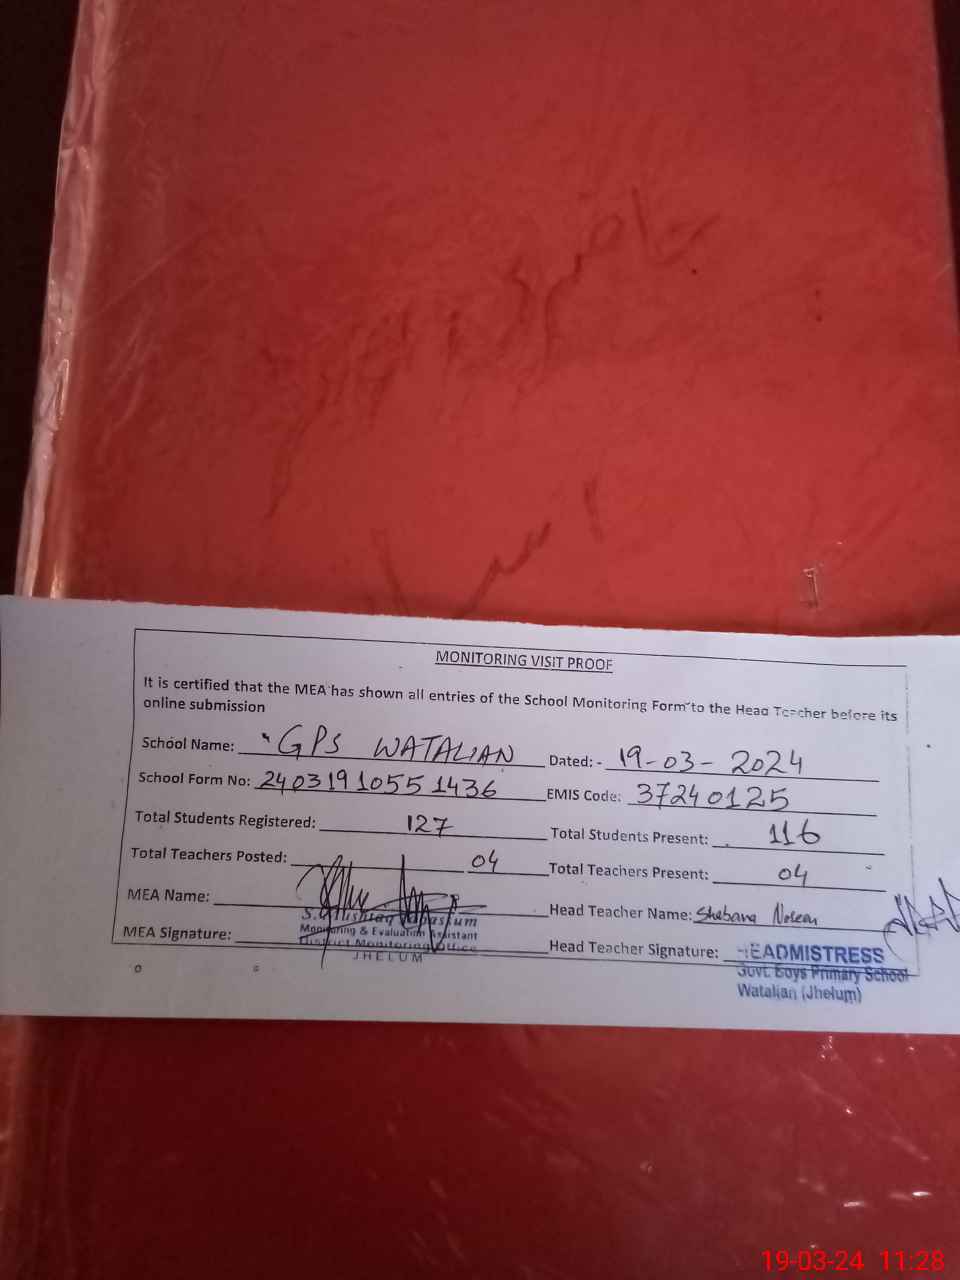 MONITORING VISIT PROOF
It is certified that the MEA has shown all entries of the School Monitoring Form to the Head Teacher before its
online submission
School Name: GPS WATALIAN Dated: - 19-03-2024
School Form No: 2403191055 1436 EMIS Code: 37240125
Total Students Registered: 127 Total Students Present: 116
Total Teachers Posted: 04 Total Teachers Present: 04
MEA Name: Head Teacher Name: Shabana
Monitoring & Evaluation Assistant
MEA Signature: Head Teacher Signature: HEADMISTRESS
District Monitoring Office
JHELUM
Govt. Boys Primary School
Watalian (Jhelum)
19-03-24 11:28